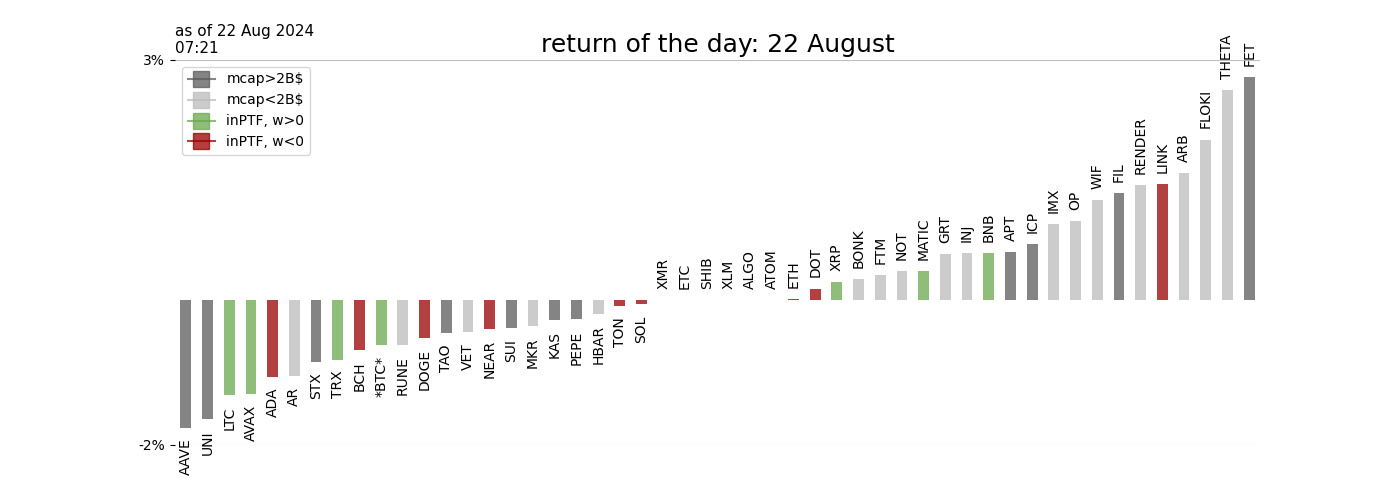 as of 22 Aug 2024
07:21
return of the day: 22 August
3%
-2%
mcap>2B$
mcap<2B$
inPTF, w>0
inPTF, w<0
AAVE
UNI
LTC
AVAX
ADA
AR
STX
TRX
BCH
*BTC*
RUNE
DOGE
TAO
VET
NEAR
SUI
MKR
KAS
PEPE
HBAR
TON
SOL
XMR
ETC
SHIB
XLM
ALGO
ATOM
ETH
DOT
XRP
BONK
FTM
NOT
MATIC
GRT
INJ
BNB
APT
ICP
IMX
OP
WIF
FIL
RENDER
LINK
ARB
FLOKI
THETA
FET